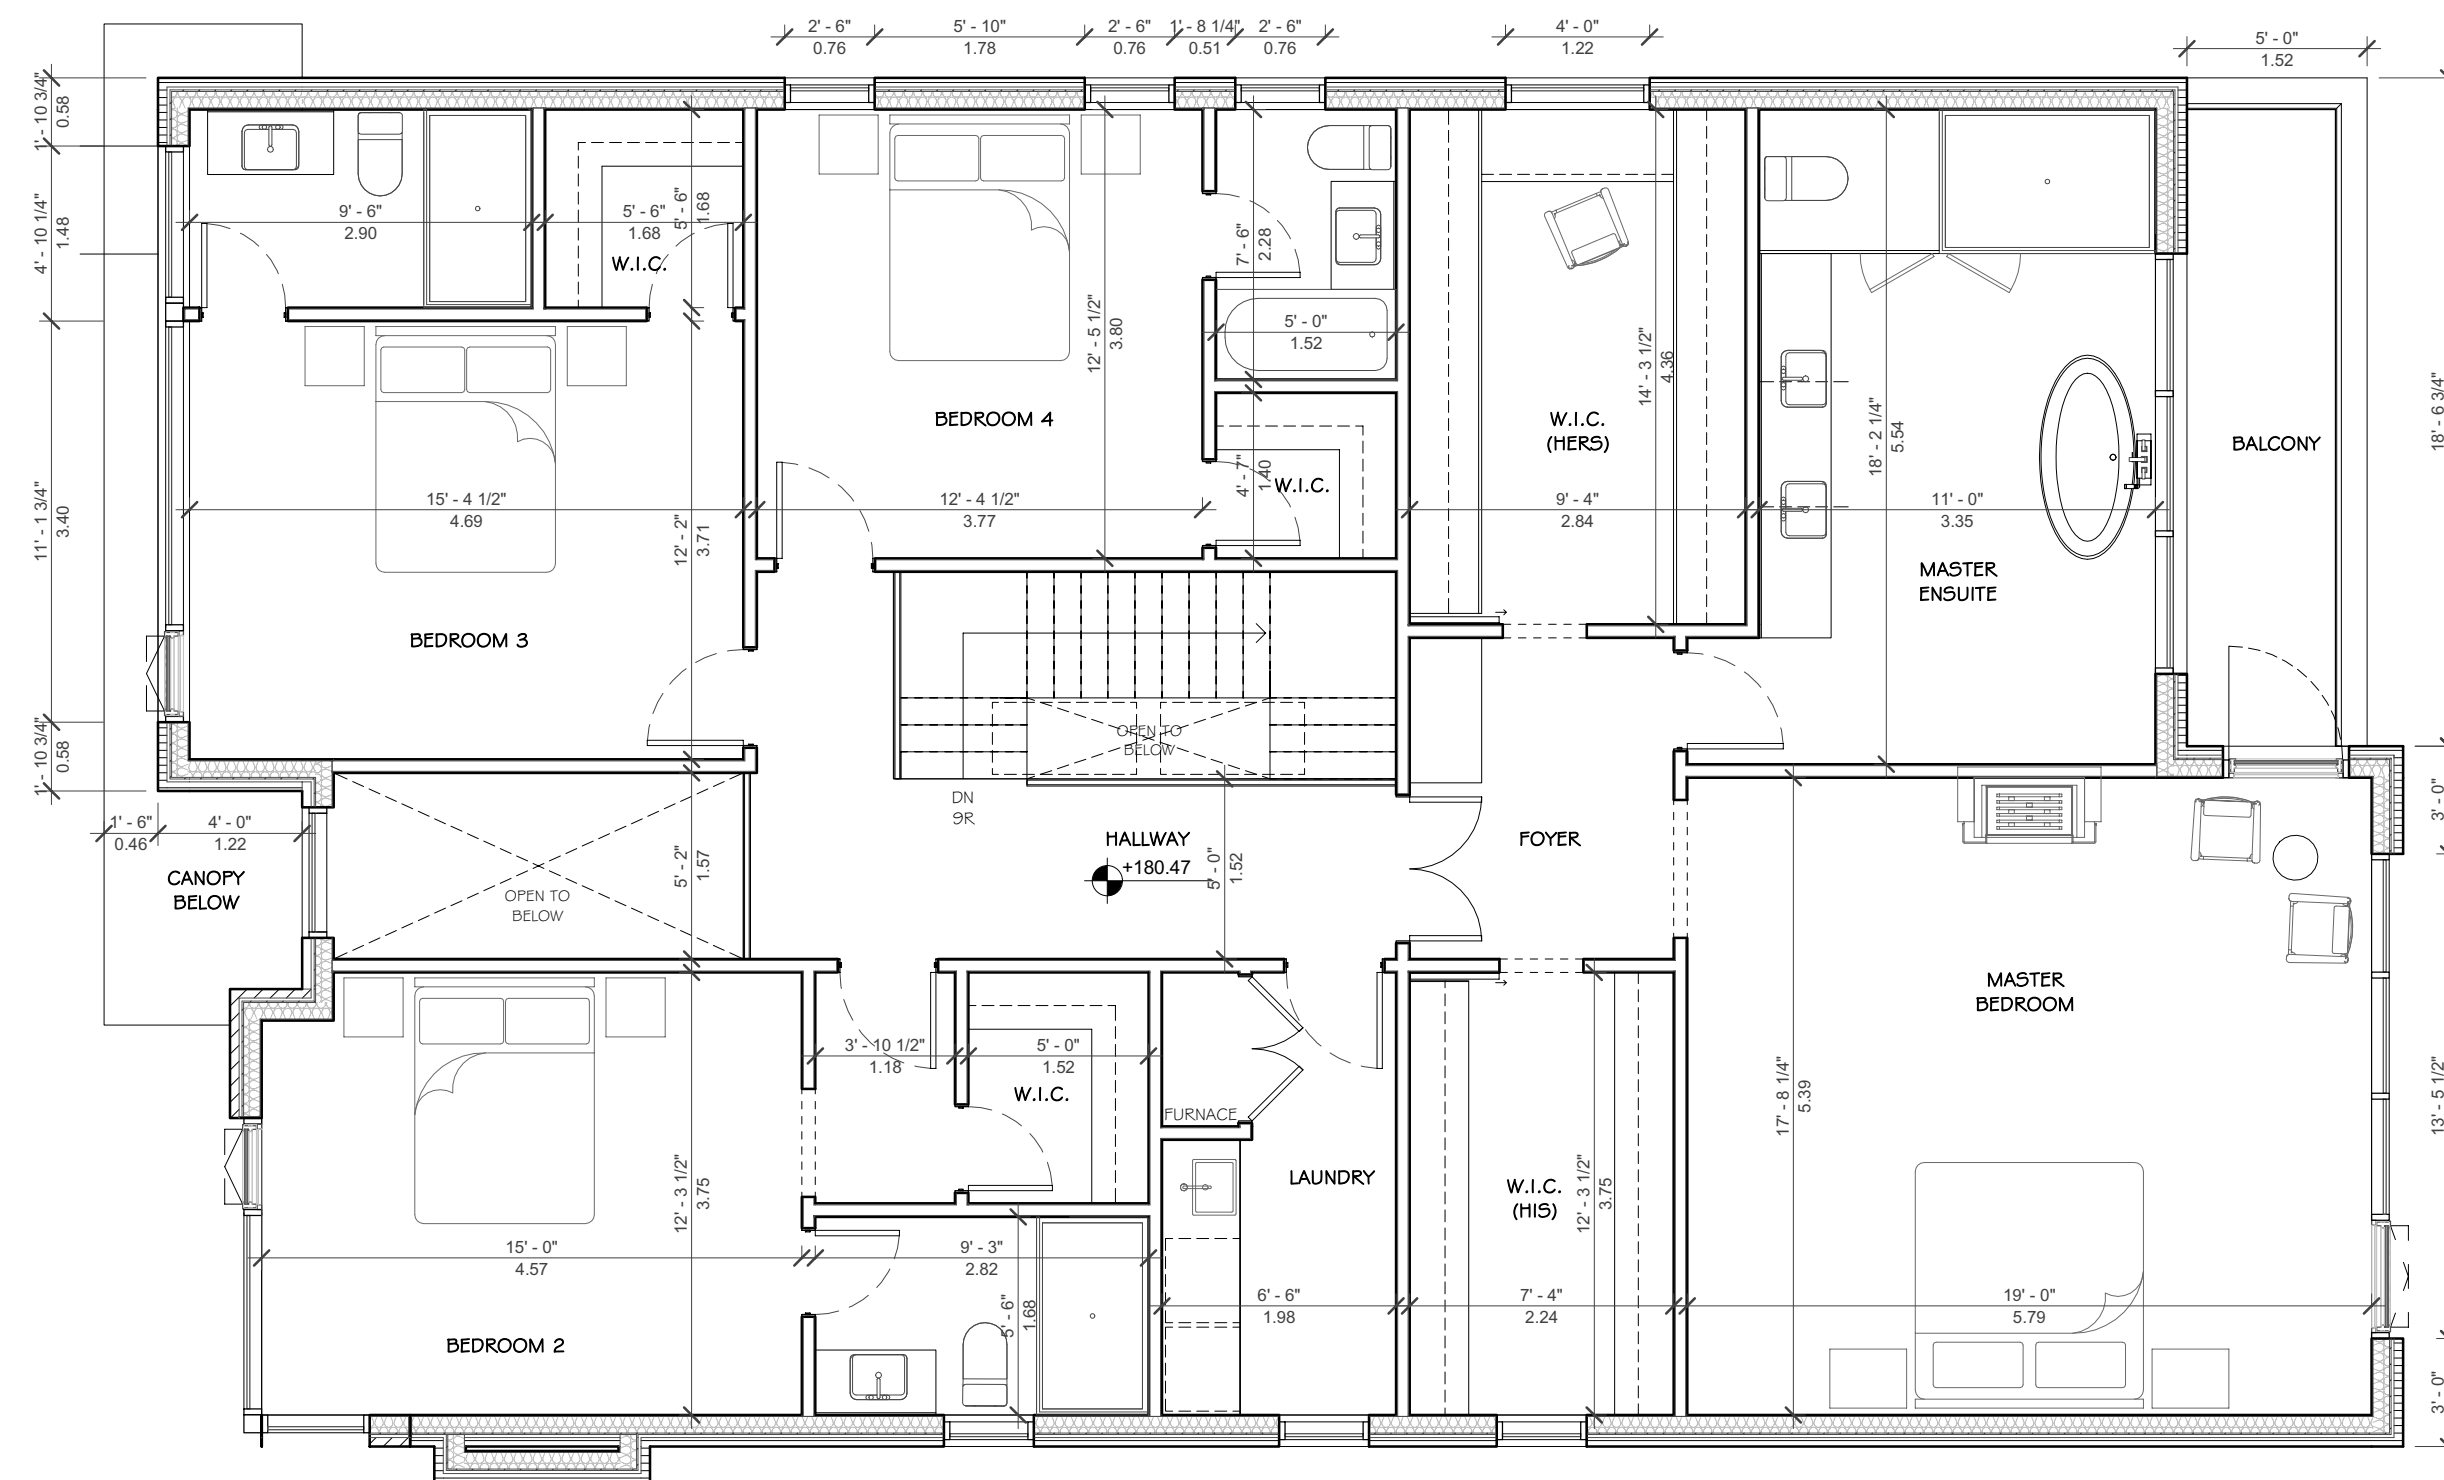 2' - 6"
0.76
5' - 10"
1.78
2' - 6"
0.76
1' - 8 1/4"
0.51
2' - 6"
0.76
4' - 0"
1.22
5' - 0"
1.52
1' - 10 3/4"
0.58
4' - 10 1/4"
1.48
11' - 1 3/4"
3.40
1' - 10 3/4"
0.58
9' - 6"
2.90
5' - 6"
1.68
5' - 6"
1.68
W.I.C.
7' - 6"
2.28
5' - 0"
1.52
12' - 5 1/2"
3.80
14' - 3 1/2"
4.36
18' - 2 1/4"
5.54
18' - 6 3/4"
BEDROOM 4
W.I.C.
(HERS)
BALCONY
4' - 7"
1.40
W.I.C.
15' - 4 1/2"
4.69
12' - 2"
3.71
12' - 4 1/2"
3.77
9' - 4"
2.84
11' - 0"
3.35
MASTER
ENSUITE
BEDROOM 3
OPEN TO
BELOW
DN
9R
HALLWAY
+180.47
5' - 0"
1.52
FOYER
3' - 0"
1' - 6"
0.46
4' - 0"
1.22
CANOPY
BELOW
5' - 2"
1.57
OPEN TO
BELOW
MASTER
BEDROOM
3' - 10 1/2"
1.18
5' - 0"
1.52
W.I.C.
FURNACE
17' - 8 1/4"
5.39
13' - 5 1/2"
LAUNDRY
W.I.C.
(HIS)
12' - 3 1/2"
3.75
12' - 3 1/2"
3.75
15' - 0"
4.57
9' - 3"
2.82
5' - 6"
1.68
6' - 6"
1.98
7' - 4"
2.24
19' - 0"
5.79
BEDROOM 2
3' - 0"